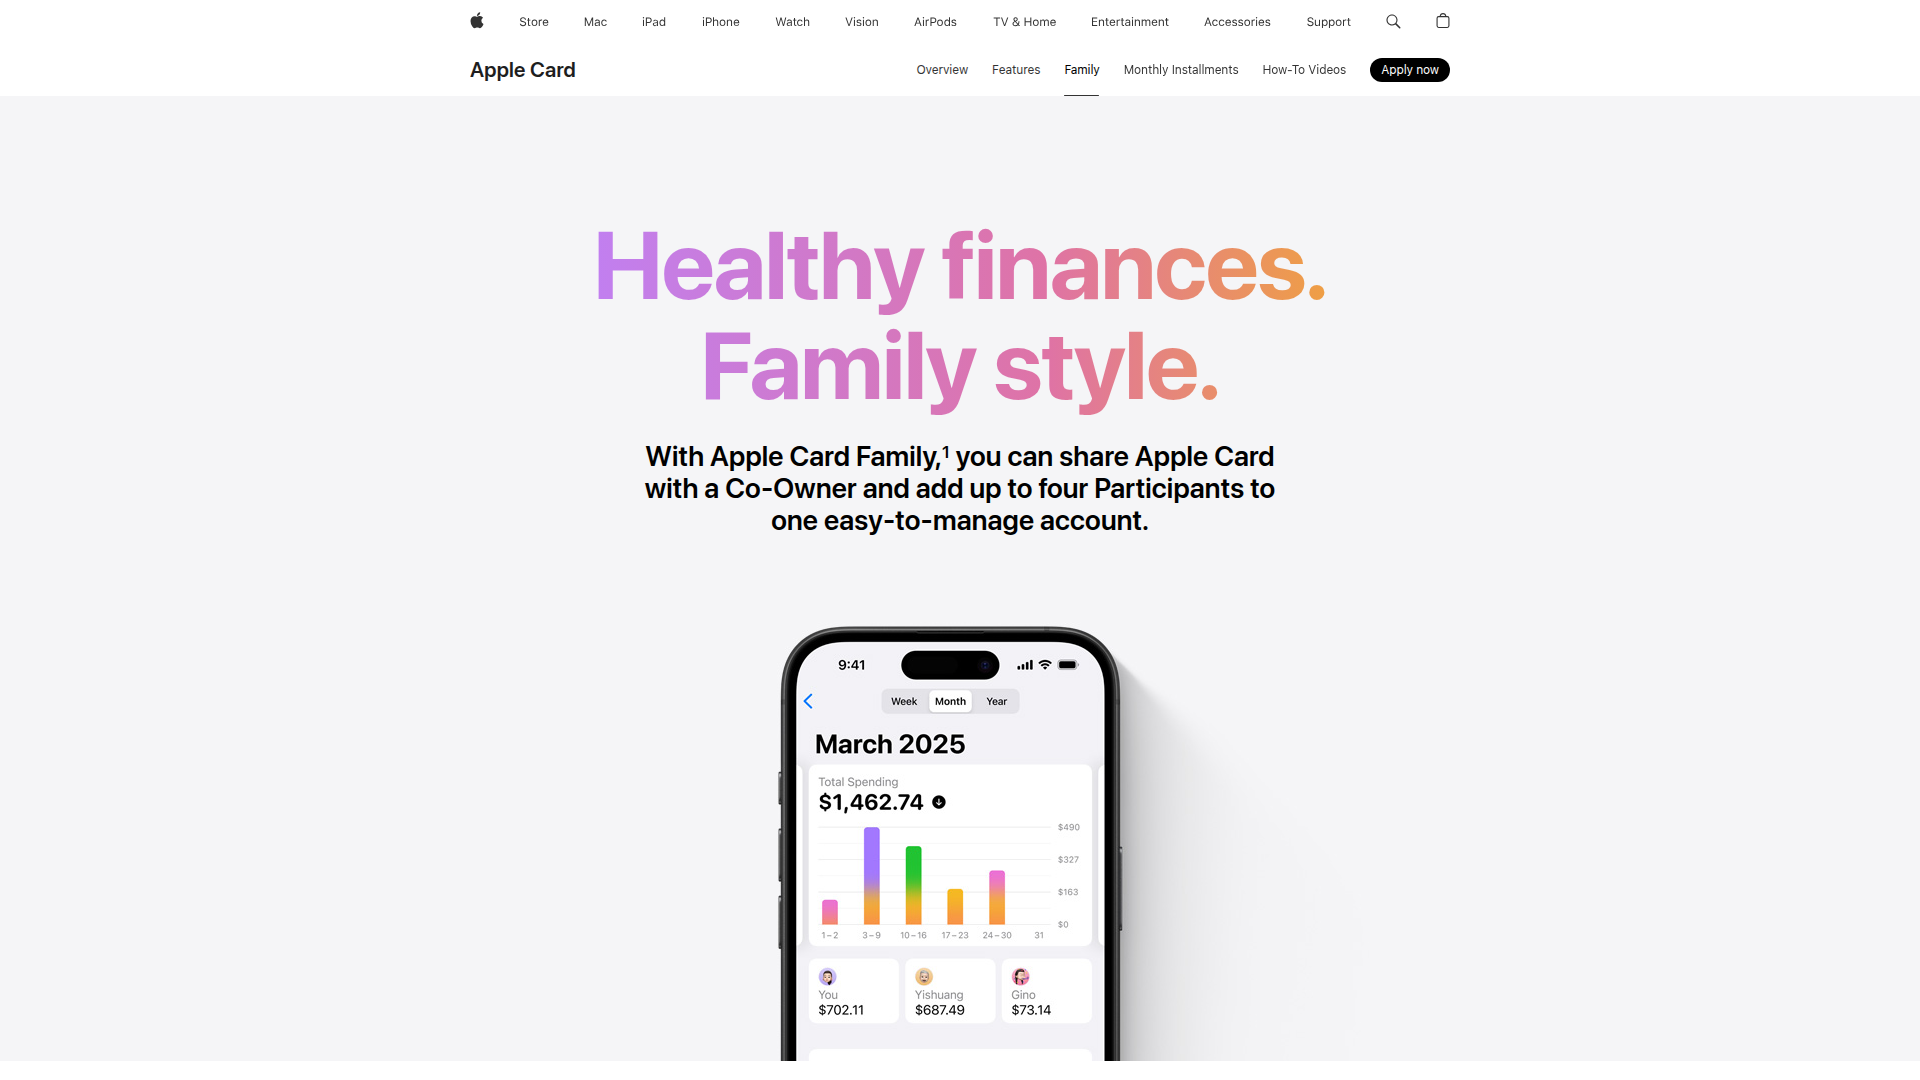 Store Mac iPad iPhone Watch Vision AirPods TV & Home Entertainment Accessories Support
Apple Card
Overview Features Family Monthly Installments How-To Videos Apply now
Healthy finances.
Family style.
With Apple Card Family,¹ you can share Apple Card
with a Co-Owner and add up to four Participants to
one easy-to-manage account.
9:41
Week Month Year
March 2025
Total Spending
$1,462.74
$490
$327
$163
$0
1–2 3–9 10–16 17–23 24–30 31
You Yishuang Gino
$702.11 $687.49 $73.14